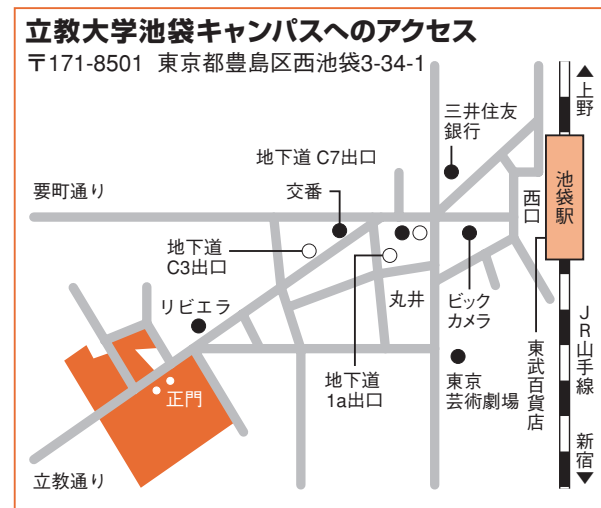 立教大学池袋キャンパスへのアクセス
〒171-8501 東京都豊島区西池袋3-34-1
▲上野
三井住友
銀行
地下道 C7出口
要町通り
交番
西口
池袋駅
地下道
C3出口
リビエラ
丸井
ビック
カメラ
JR山手線
東武百貨店
地下道
1a出口
東京
芸術劇場
正門
立教通り
新宿▼